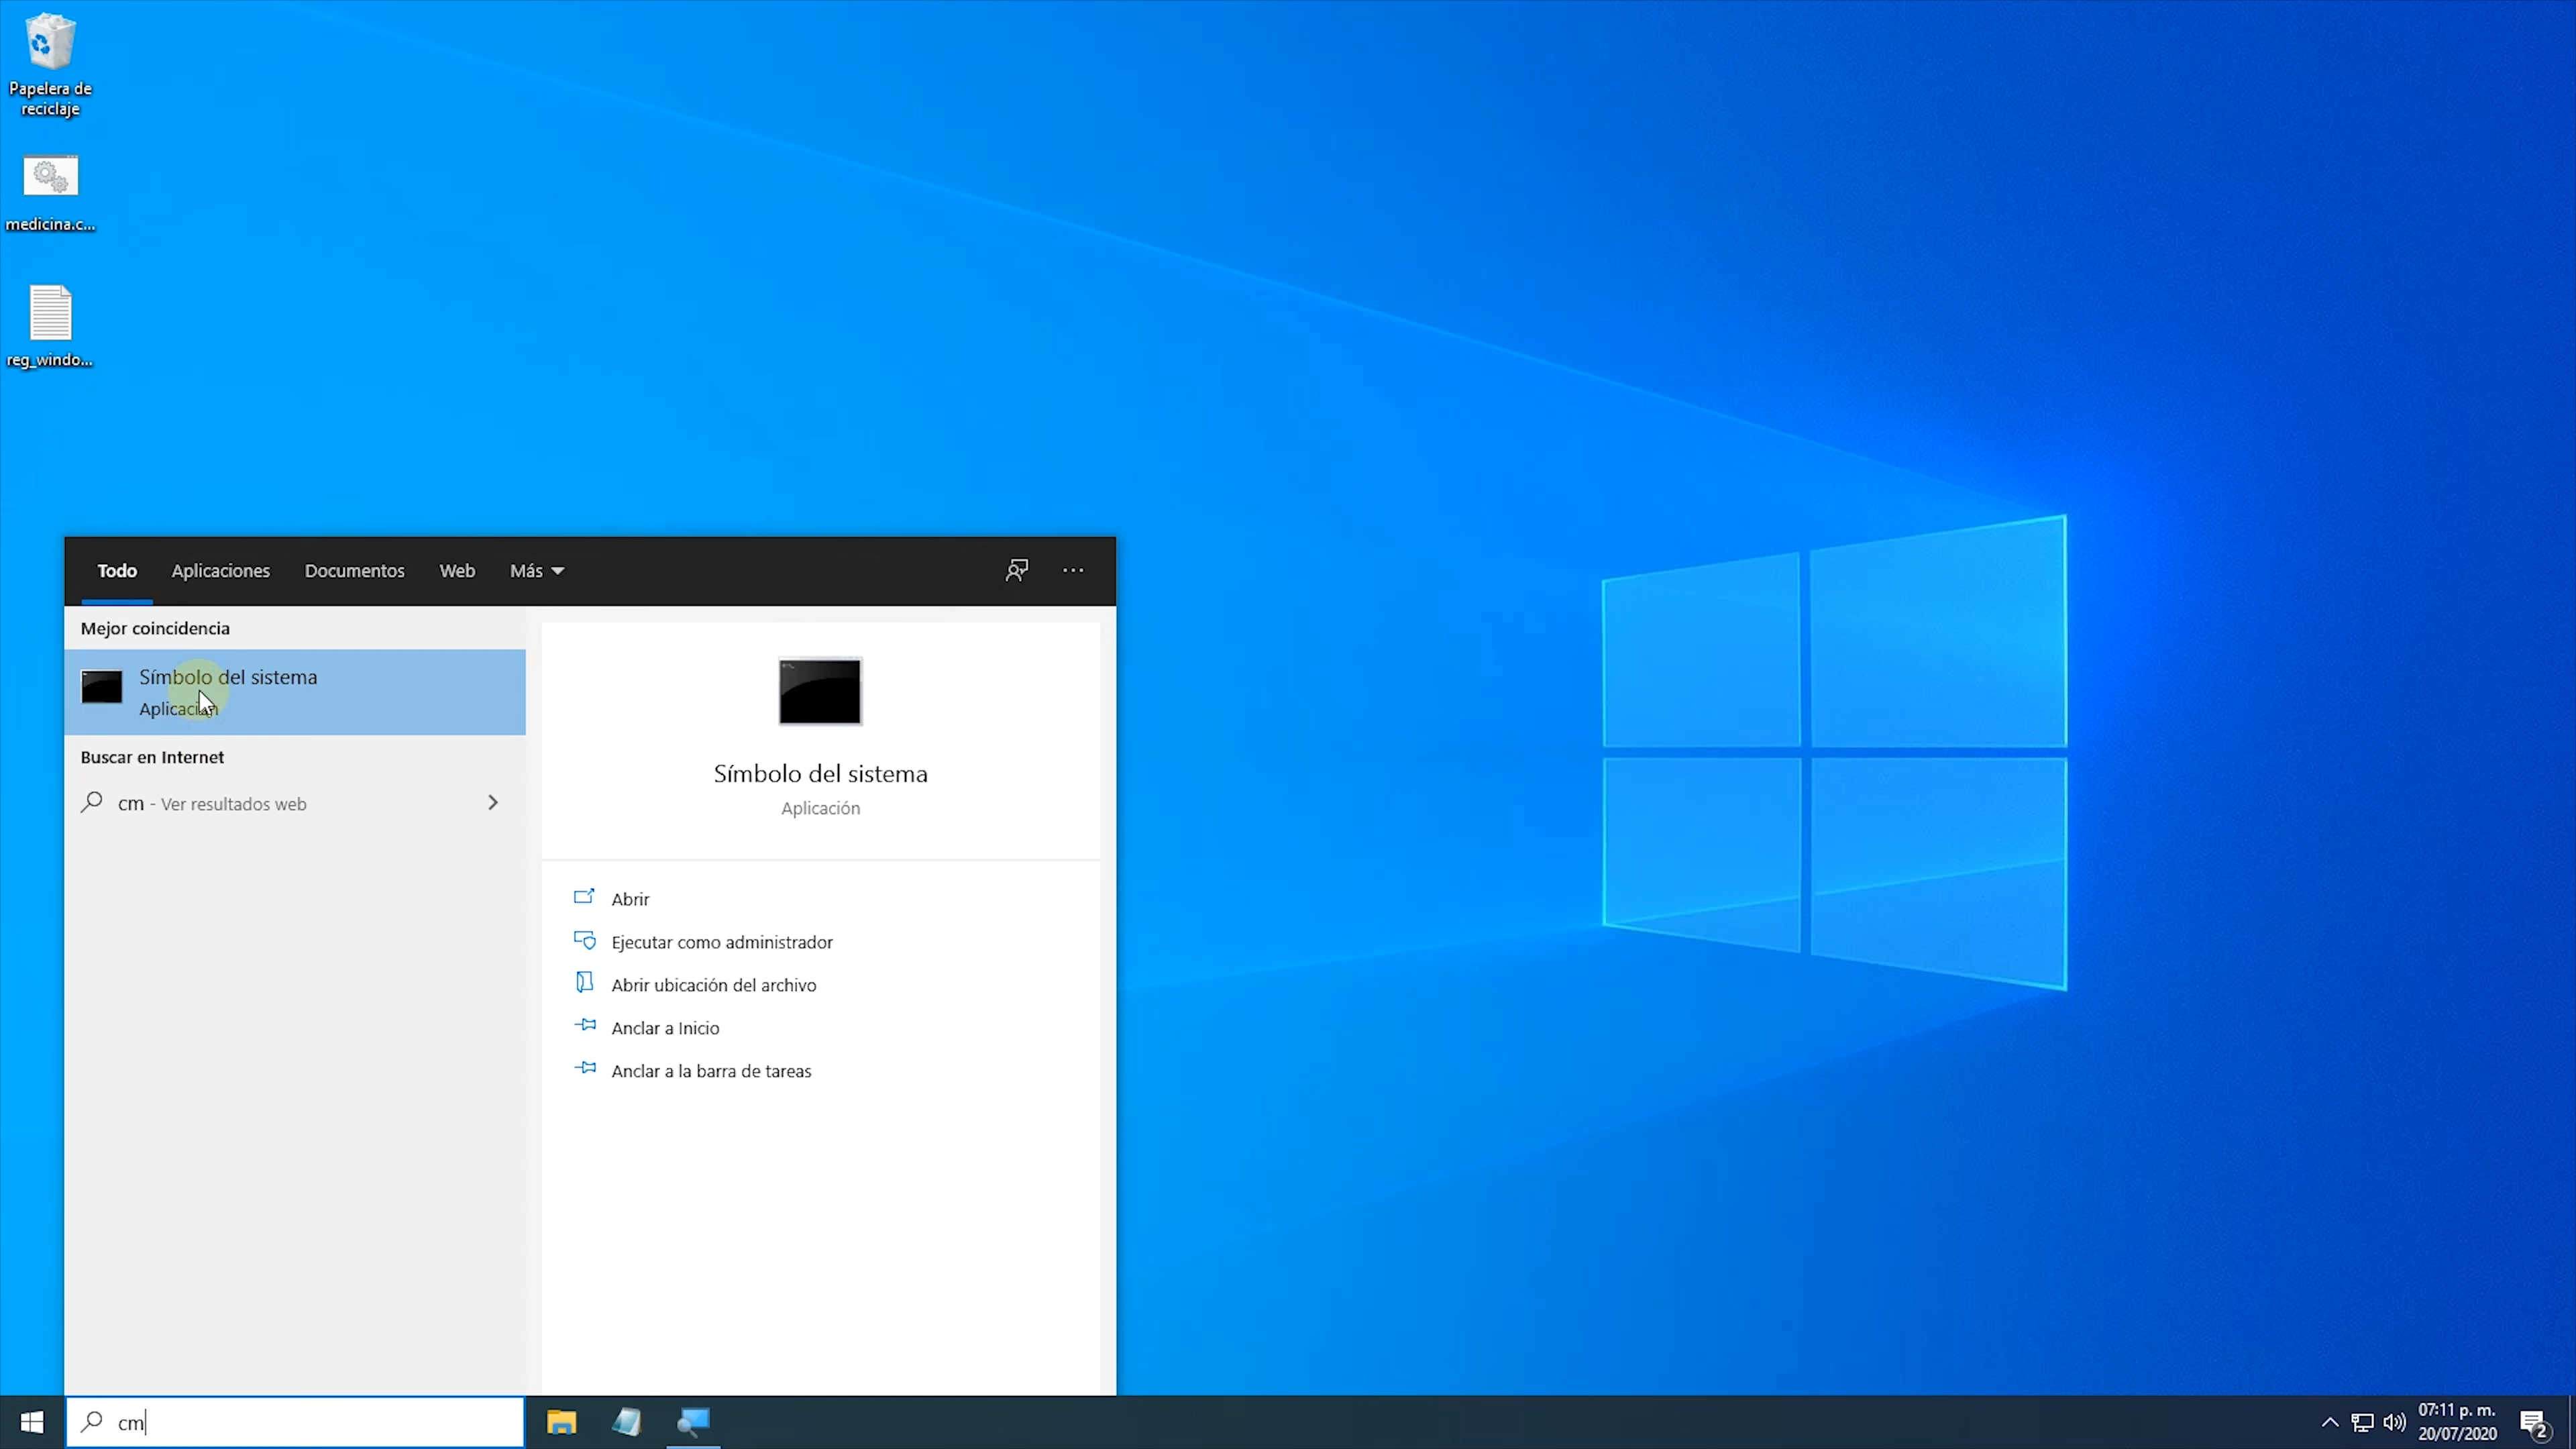 Papelera de
reciclaje
medicina.c...
reg_windo...
Todo Aplicaciones Documentos Web Más
Mejor coincidencia
Símbolo del sistema
Aplicación
Buscar en Internet
cm - Ver resultados web
Símbolo del sistema
Aplicación
Abrir
Ejecutar como administrador
Abrir ubicación del archivo
Anclar a Inicio
Anclar a la barra de tareas
cm
07:11 p. m.
20/07/2020
2